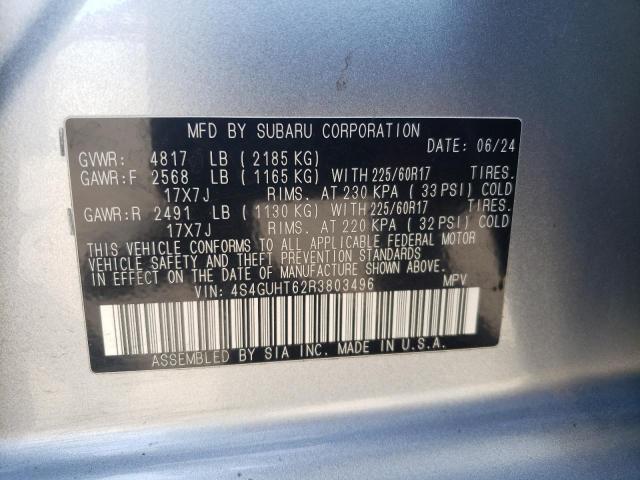 MFD BY SUBARU CORPORATION
DATE: 06/24
GVWR: 4817 LB (2185 KG)
GAWR:F 2568 LB (1165 KG) WITH 225/60R17 TIRES.
17X7J RIMS. AT 230 KPA (33 PSI) COLD
GAWR:R 2491 LB (1130 KG) WITH 225/60R17 TIRES.
17X7J RIMS. AT 220 KPA (32 PSI) COLD
THIS VEHICLE CONFORMS TO ALL APPLICABLE FEDERAL MOTOR
VEHICLE SAFETY AND THEFT PREVENTION STANDARDS
IN EFFECT ON THE DATE OF MANUFACTURE SHOWN ABOVE.
VIN: 4S4GUHT62R3803496 MPV
ASSEMBLED BY SIA INC. MADE IN U.S.A.